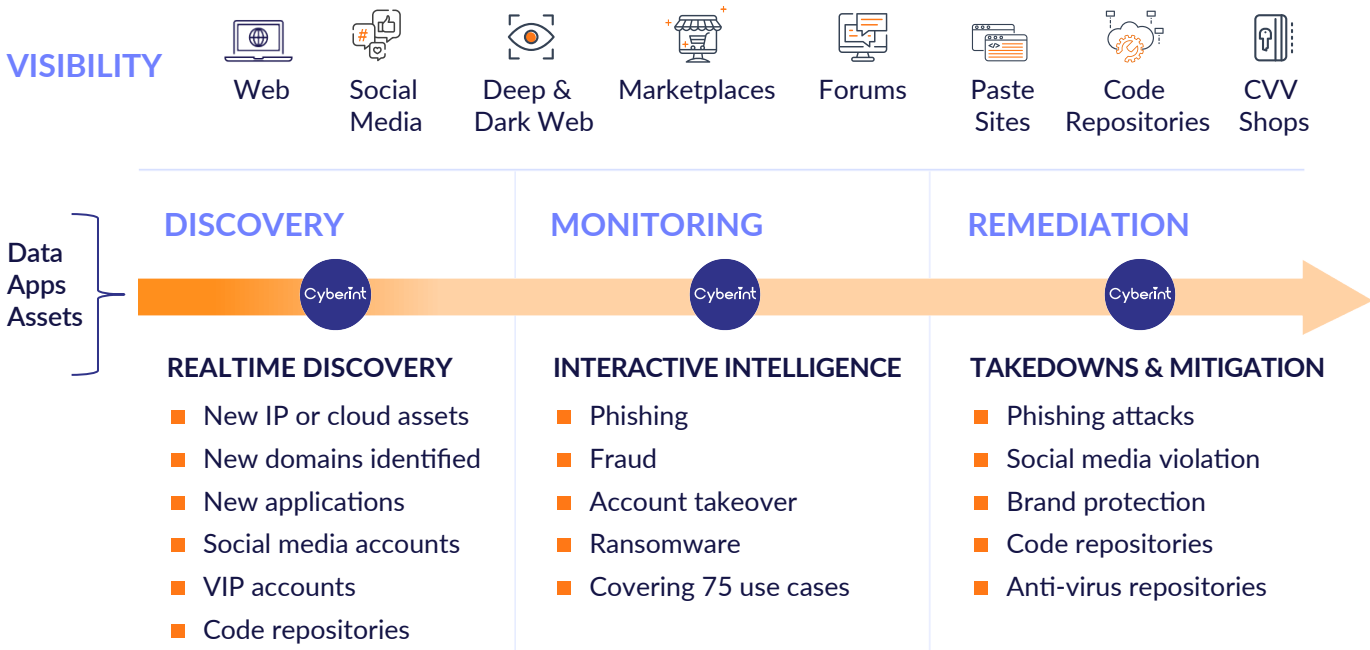 VISIBILITY
Web
Social
Media
Deep &
Dark Web
Marketplaces
Forums
Paste
Sites
Code
Repositories
CVV
Shops
Data
Apps
Assets
DISCOVERY
Cyberint
REALTIME DISCOVERY
New IP or cloud assets
New domains identified
New applications
Social media accounts
VIP accounts
Code repositories
MONITORING
Cyberint
INTERACTIVE INTELLIGENCE
Phishing
Fraud
Account takeover
Ransomware
Covering 75 use cases
REMEDIATION
Cyberint
TAKEDOWNS & MITIGATION
Phishing attacks
Social media violation
Brand protection
Code repositories
Anti-virus repositories